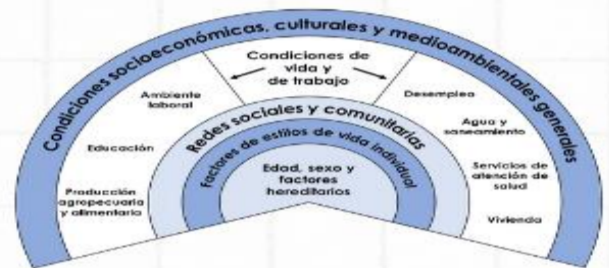 Condiciones socioeconómicas, culturales y medioambientales generales
Condiciones de
vida y
de trabajo
Ambiente
laboral
Educación
Producción
agropecuaria
y alimentaria
Desempleo
Agua y
saneamiento
Servicios de
atención de
salud
Vivienda
Redes sociales y comunitarias
Factores de estilos de vida individual
Edad, sexo y
factores
hereditarios